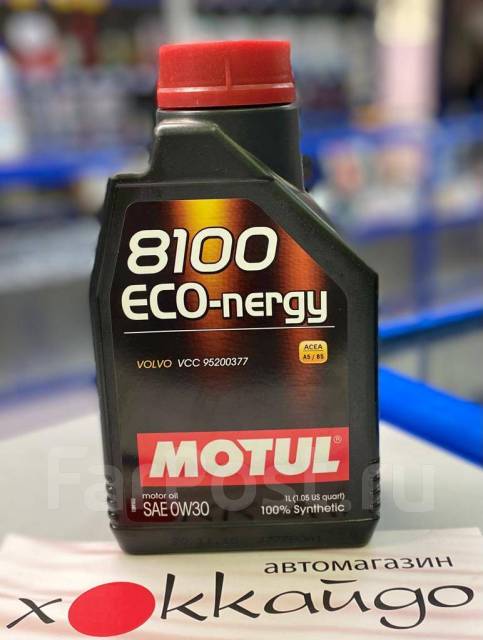 8100
ECO-nergy
VOLVO VCC 95200377
ACEA
A5 / B5
MOTUL®
motor oil
SAE 0W30
1L (1.05 US quart)
100% Synthetic
FarPost.ru
автомагазин
хоккайдо